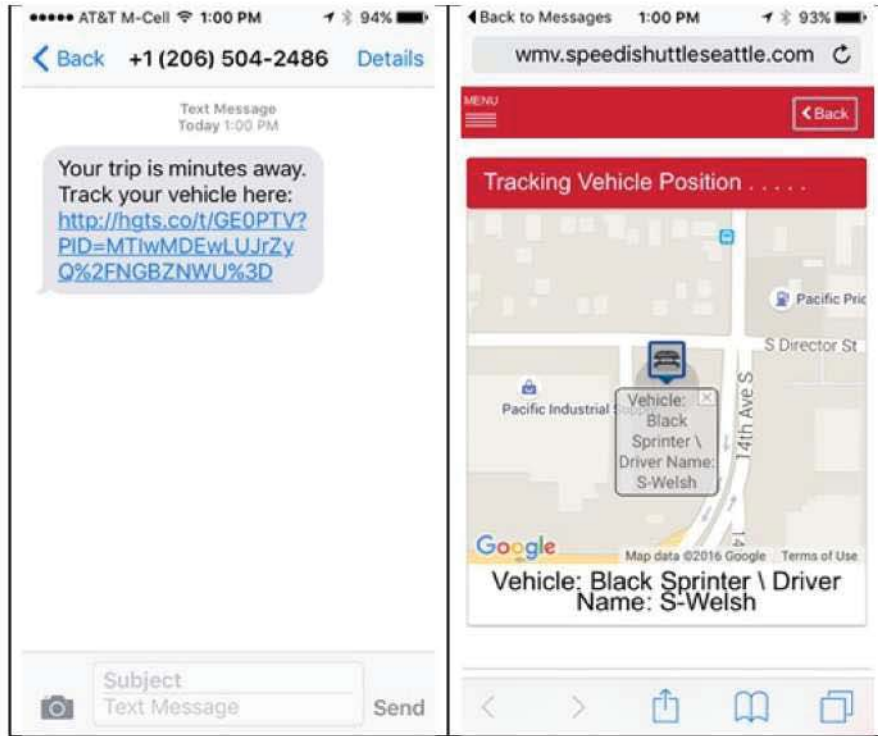 AT&T M-Cell 1:00 PM 94%
Back +1 (206) 504-2486 Details
Text Message
Today 1:00 PM
Your trip is minutes away.
Track your vehicle here:
http://hgts.co/t/GE0PTV?
PID=MTIwMDEwLUJrZy
Q%2FNGBZNWU%3D
Subject
Text Message
Send
Back to Messages 1:00 PM 93%
wmv.speedishuttleseattle.com
MENU
Back
Tracking Vehicle Position . . . . .
Pacific Pric
S Director St
Pacific Industrial
14th Ave S
Vehicle:
Black
Sprinter \
Driver Name:
S-Welsh
14
Google
Map data ©2016 Google Terms of Use
Vehicle: Black Sprinter \ Driver
Name: S-Welsh